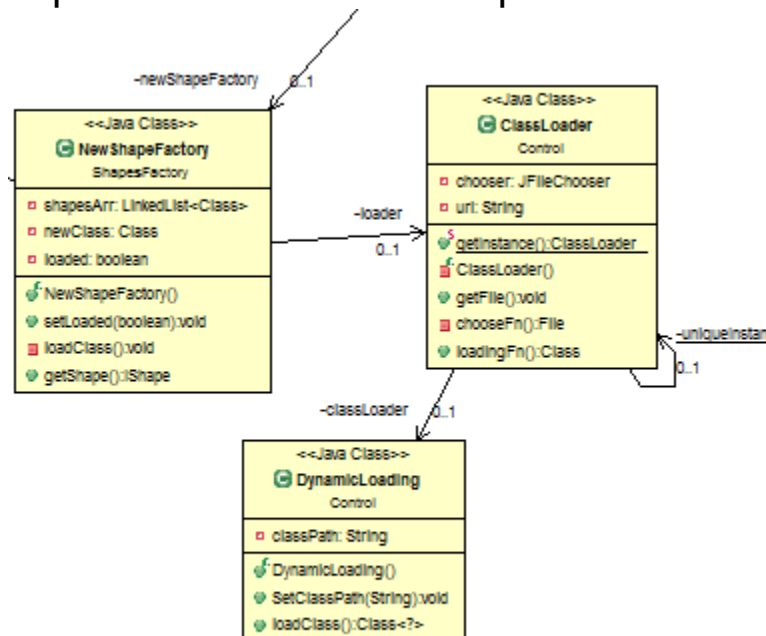 -newShapeFactory
0..1
<<Java Class>>
NewShapeFactory
ShapesFactory
shapesArr: LinkedList<Class>
newClass: Class
loaded: boolean
NewShapeFactory()
setLoaded(boolean):void
loadClass():void
getShape():IShape
-loader
0..1
<<Java Class>>
ClassLoader
Control
chooser: JFileChooser
url: String
getInstance():ClassLoader
ClassLoader()
getFile():void
chooseFn():File
loadingFn():Class
-uniqueInstan
0..1
-classLoader
0..1
<<Java Class>>
DynamicLoading
Control
classPath: String
DynamicLoading()
SetClassPath(String):void
loadClass():Class<?>